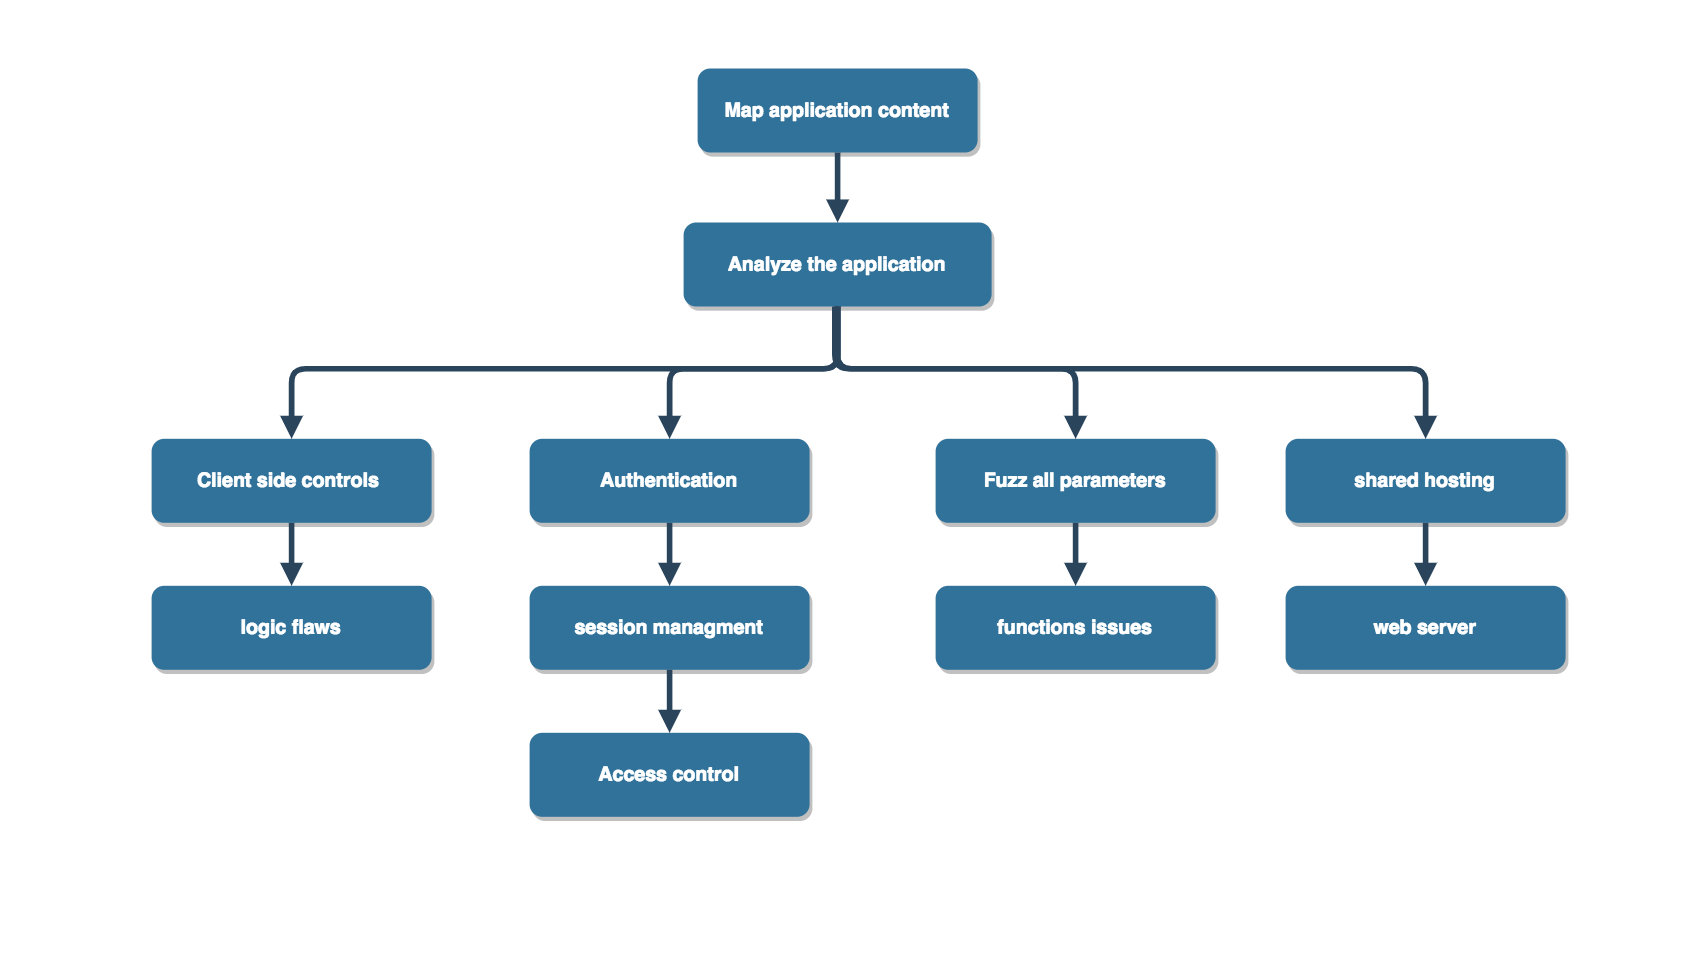 Map application content
Analyze the application
Client side controls
Authentication
Fuzz all parameters
shared hosting
logic flaws
session managment
functions issues
web server
Access control